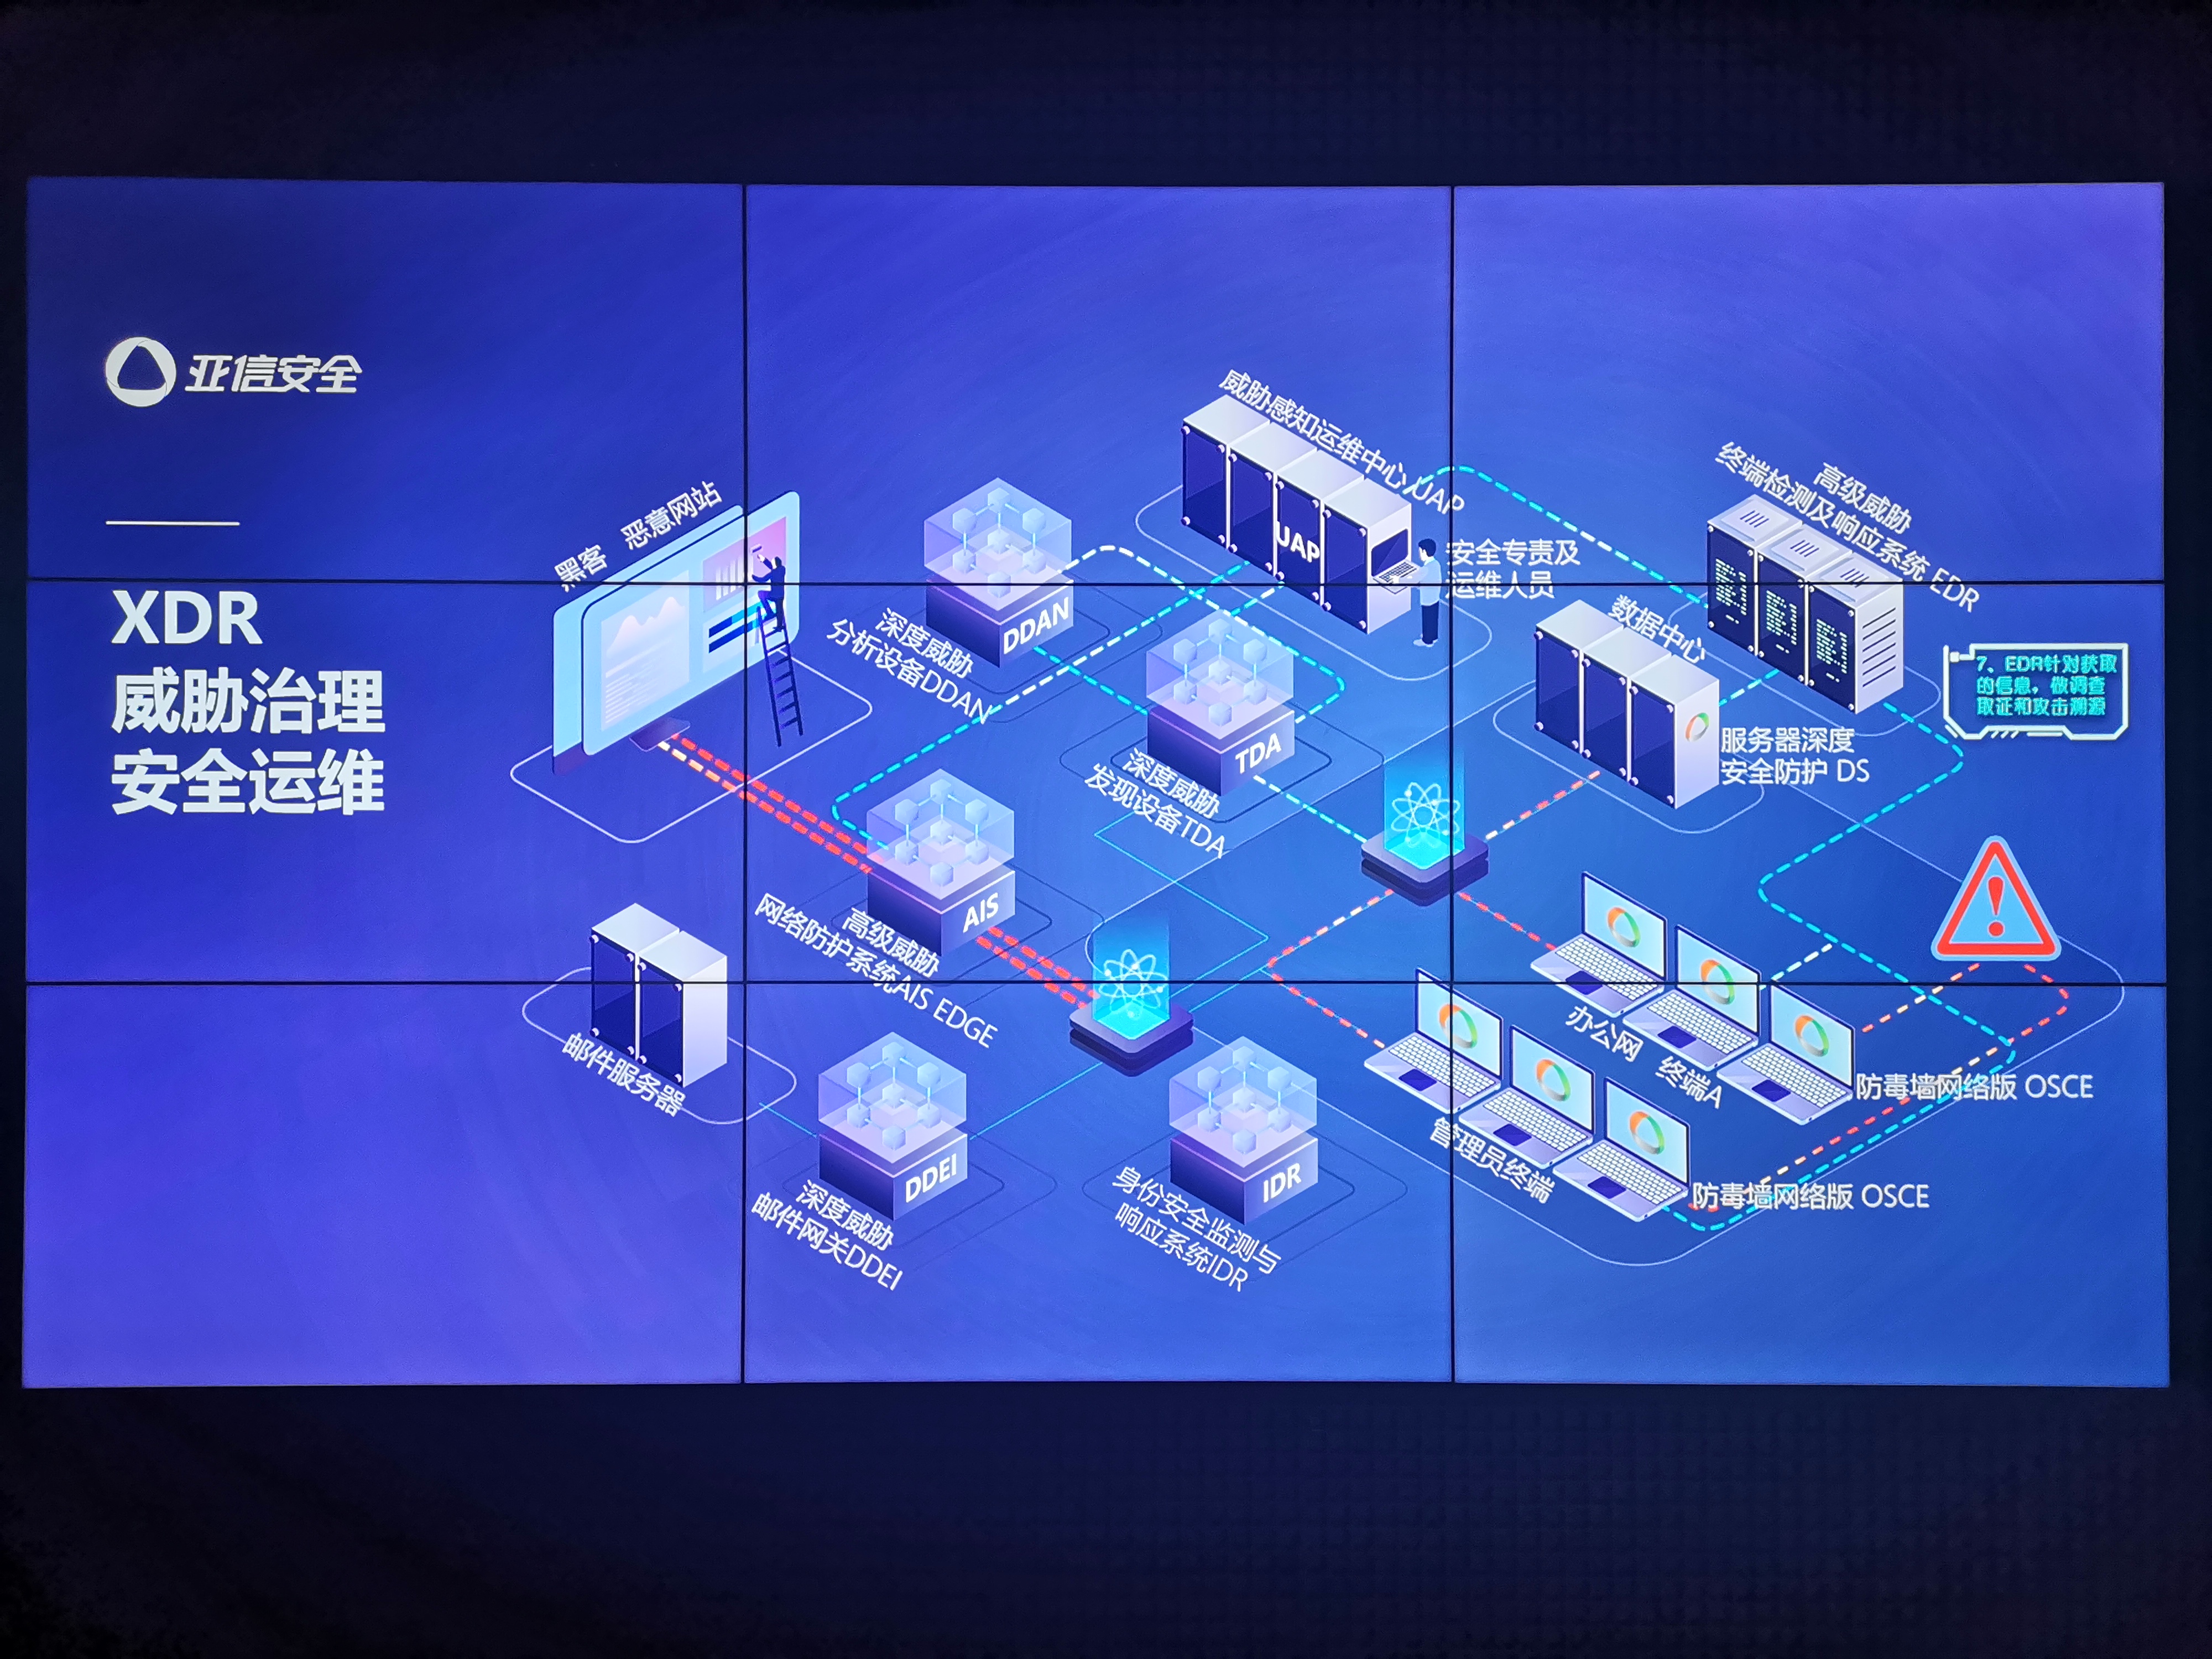 亚信安全
XDR
威胁治理
安全运维
黑客 恶意网站
威胁感知运维中心 UAP
UAP
安全专责及
运维人员
高级威胁
终端检测及响应系统 EDR
数据中心
服务器深度
安全防护 DS
7、EDR针对获取
的信息，做调查
取证和攻击溯源
DDAN
深度威胁
分析设备DDAN
TDA
深度威胁
发现设备TDA
AIS
高级威胁
网络防护系统AIS EDGE
邮件服务器
DDEI
深度威胁
邮件网关DDEI
IDR
身份安全监测与
响应系统IDR
办公网 终端A
防毒墙网络版 OSCE
管理员终端
防毒墙网络版 OSCE